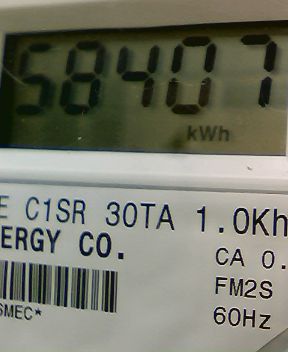 58407
kWh
E C1SR 30TA 1.0Kh
ERGY CO.
CA 0.
FM2S
SMEC*
60Hz